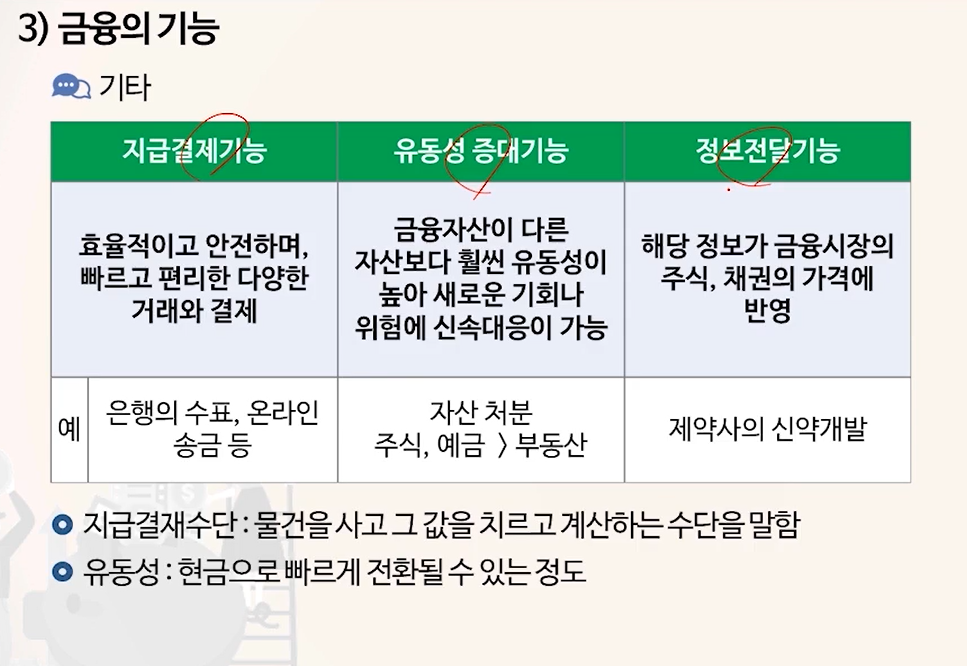 3) 금융의 기능
기타
지급결제기능
유동성 증대기능
정보전달기능
효율적이고 안전하며,
빠르고 편리한 다양한
거래와 결제
금융자산이 다른
자산보다 훨씬 유동성이
높아 새로운 기회나
위험에 신속대응이 가능
해당 정보가 금융시장의
주식, 채권의 가격에
반영
예
은행의 수표, 온라인
송금 등
자산 처분
주식, 예금 > 부동산
제약사의 신약개발
지급결재수단 : 물건을 사고 그 값을 치르고 계산하는 수단을 말함
유동성 : 현금으로 빠르게 전환될 수 있는 정도